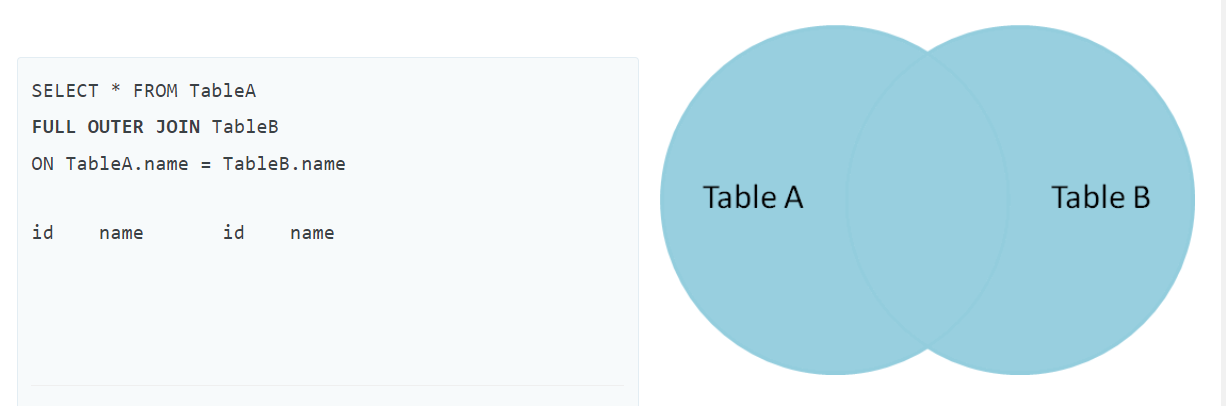 SELECT * FROM TableA
FULL OUTER JOIN TableB
ON TableA.name = TableB.name
id name id name
Table A
Table B